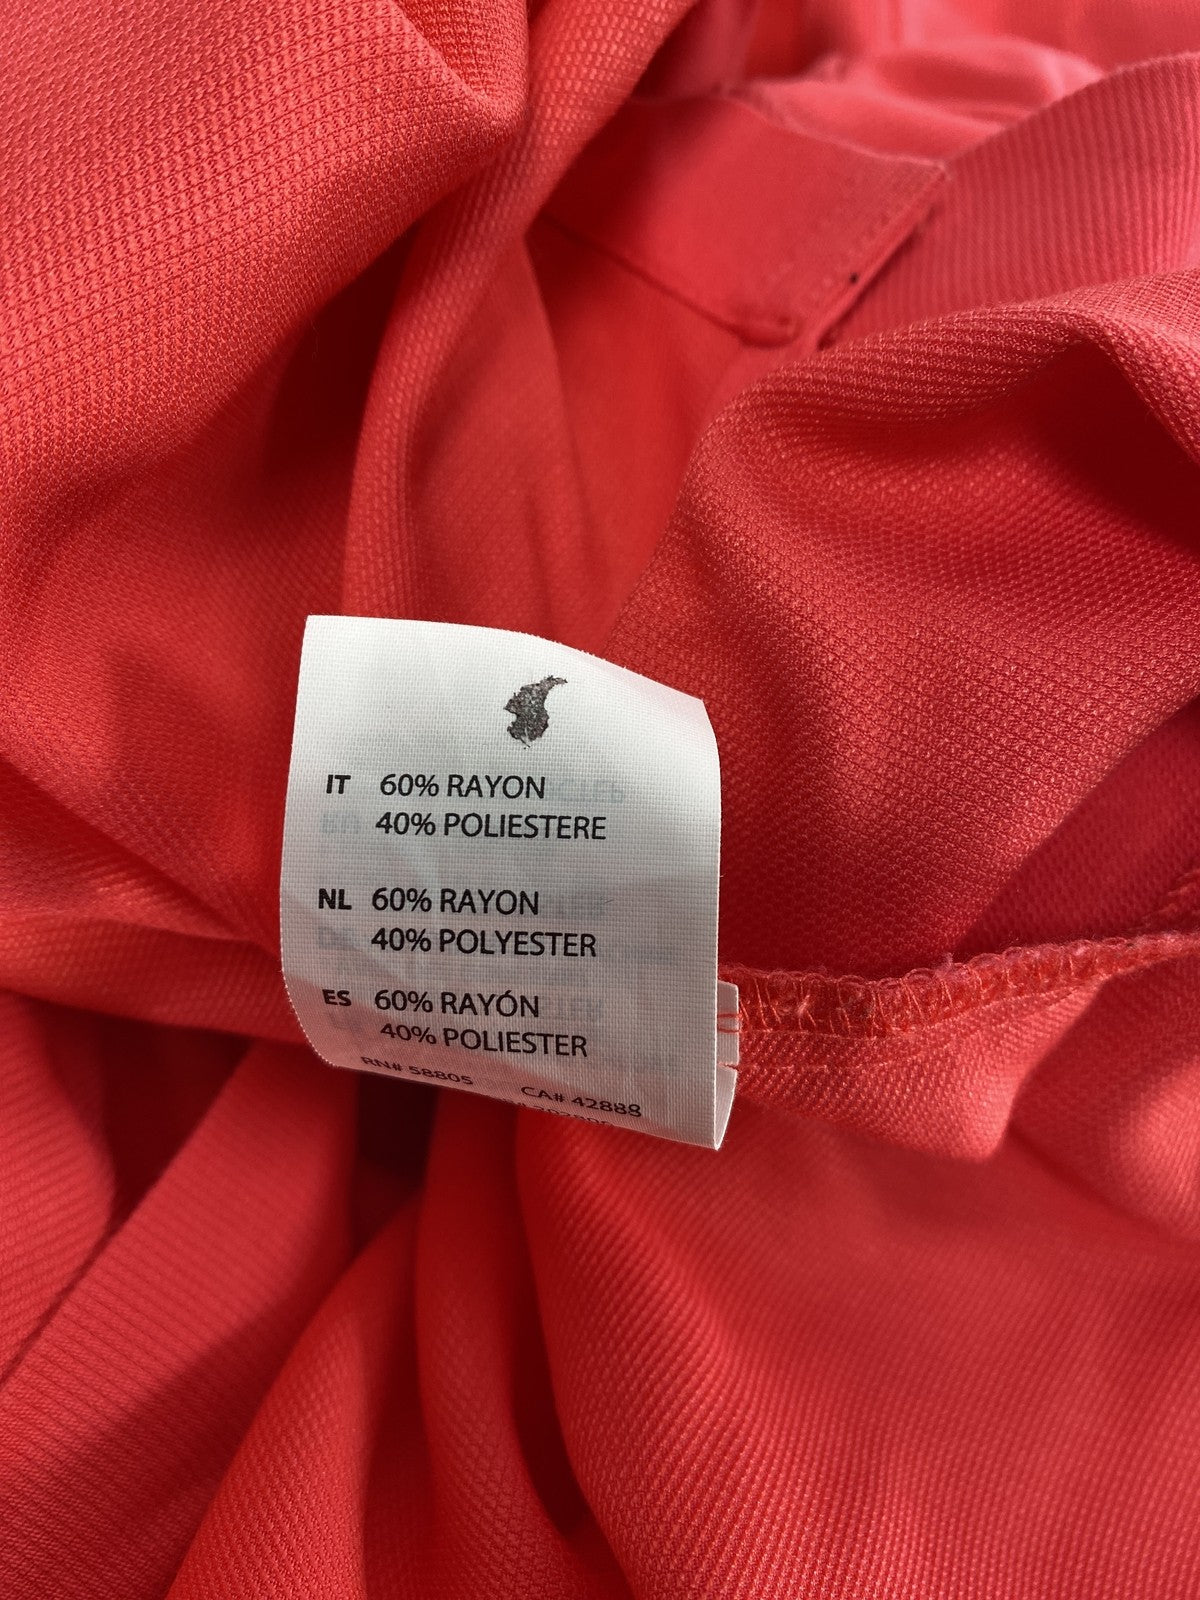 IT 60% RAYON
40% POLIESTERE
NL 60% RAYON
40% POLYESTER
ES 60% RAYÓN
40% POLIESTER
RN# 58805 CA# 42888